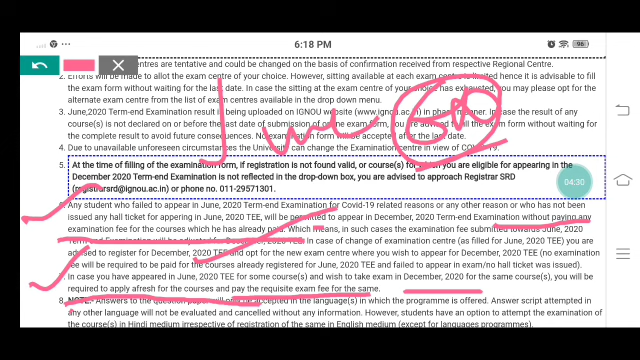 6:18 PM
96
centres are tentative and could be changed on the basis of confirmation received from respective Regional Centre.
2. Efforts will be made to allot the exam centre of your choice. However, sitting available at each exam centre is limited hence it is advisable to fill
the exam form without waiting for the last date. In case the sitting at the exam centre of your choice has exhausted, you may please opt for the
alternate exam centre from the list of exam centres available in the drop down menu.
3. June,2020 Term-end Examination result is being uploaded on IGNOU website (www.ignou.ac.in) in phased manner. In case the result of any
course(s) is not declared on or before the last date of submission of exam form, you are advised to fill the exam form without waiting for
the complete result to avoid future consequences. No examination form will be accepted after the last date.
4. Due to unavailable unforeseen circumstances the University can change the Examination in view of COVID-19.
5. At the time of filling of the examination form, if registration is not found valid, or course(s) for which you are eligible for appearing in the
December 2020 Term-end Examination is not reflected in the drop-down box, you are advised to approach Registrar SRD
(registrarsrd@ignou.ac.in) or phone no. 011-29571301.
04:30
Any student who failed to appear in June, 2020 Term-end Examination for Covid-19 related reasons or any other reason or who has not been
issued any hall ticket for appering in June, 2020 TEE, will be permitted to appear in December, 2020 Term-end Examination without paying any
examination fee for the courses which he has already paid. Which means, in such cases the examination fee submitted towards June, 2020
Term-end Examination will be adjusted for December, 2020 TEE. In case of change of examination centre (as filled for June, 2020 TEE) you are
advised to register for December, 2020 TEE and opt for the new exam centre where you wish to appear for December, 2020 TEE (no examination
fee will be required to be paid for the courses already registered for June, 2020 TEE and failed to appear in exam/no hall ticket was issued).
7. In case you have appeared in June, 2020 TEE for some course(s) and wish to take exam in December, 2020 for the same course(s), you will be
required to apply afresh for the courses and pay the requisite exam fee for the same.
8. NOTE:- Answers to the question paper will only be accepted in the language(s) in which the programme is offered. Answer script attempted in
any other language will not be evaluated and cancelled without any information. However, students have an option to attempt the examination
of the course(s) in Hindi medium irrespective of registration of the same in English medium (except for languages programmes).